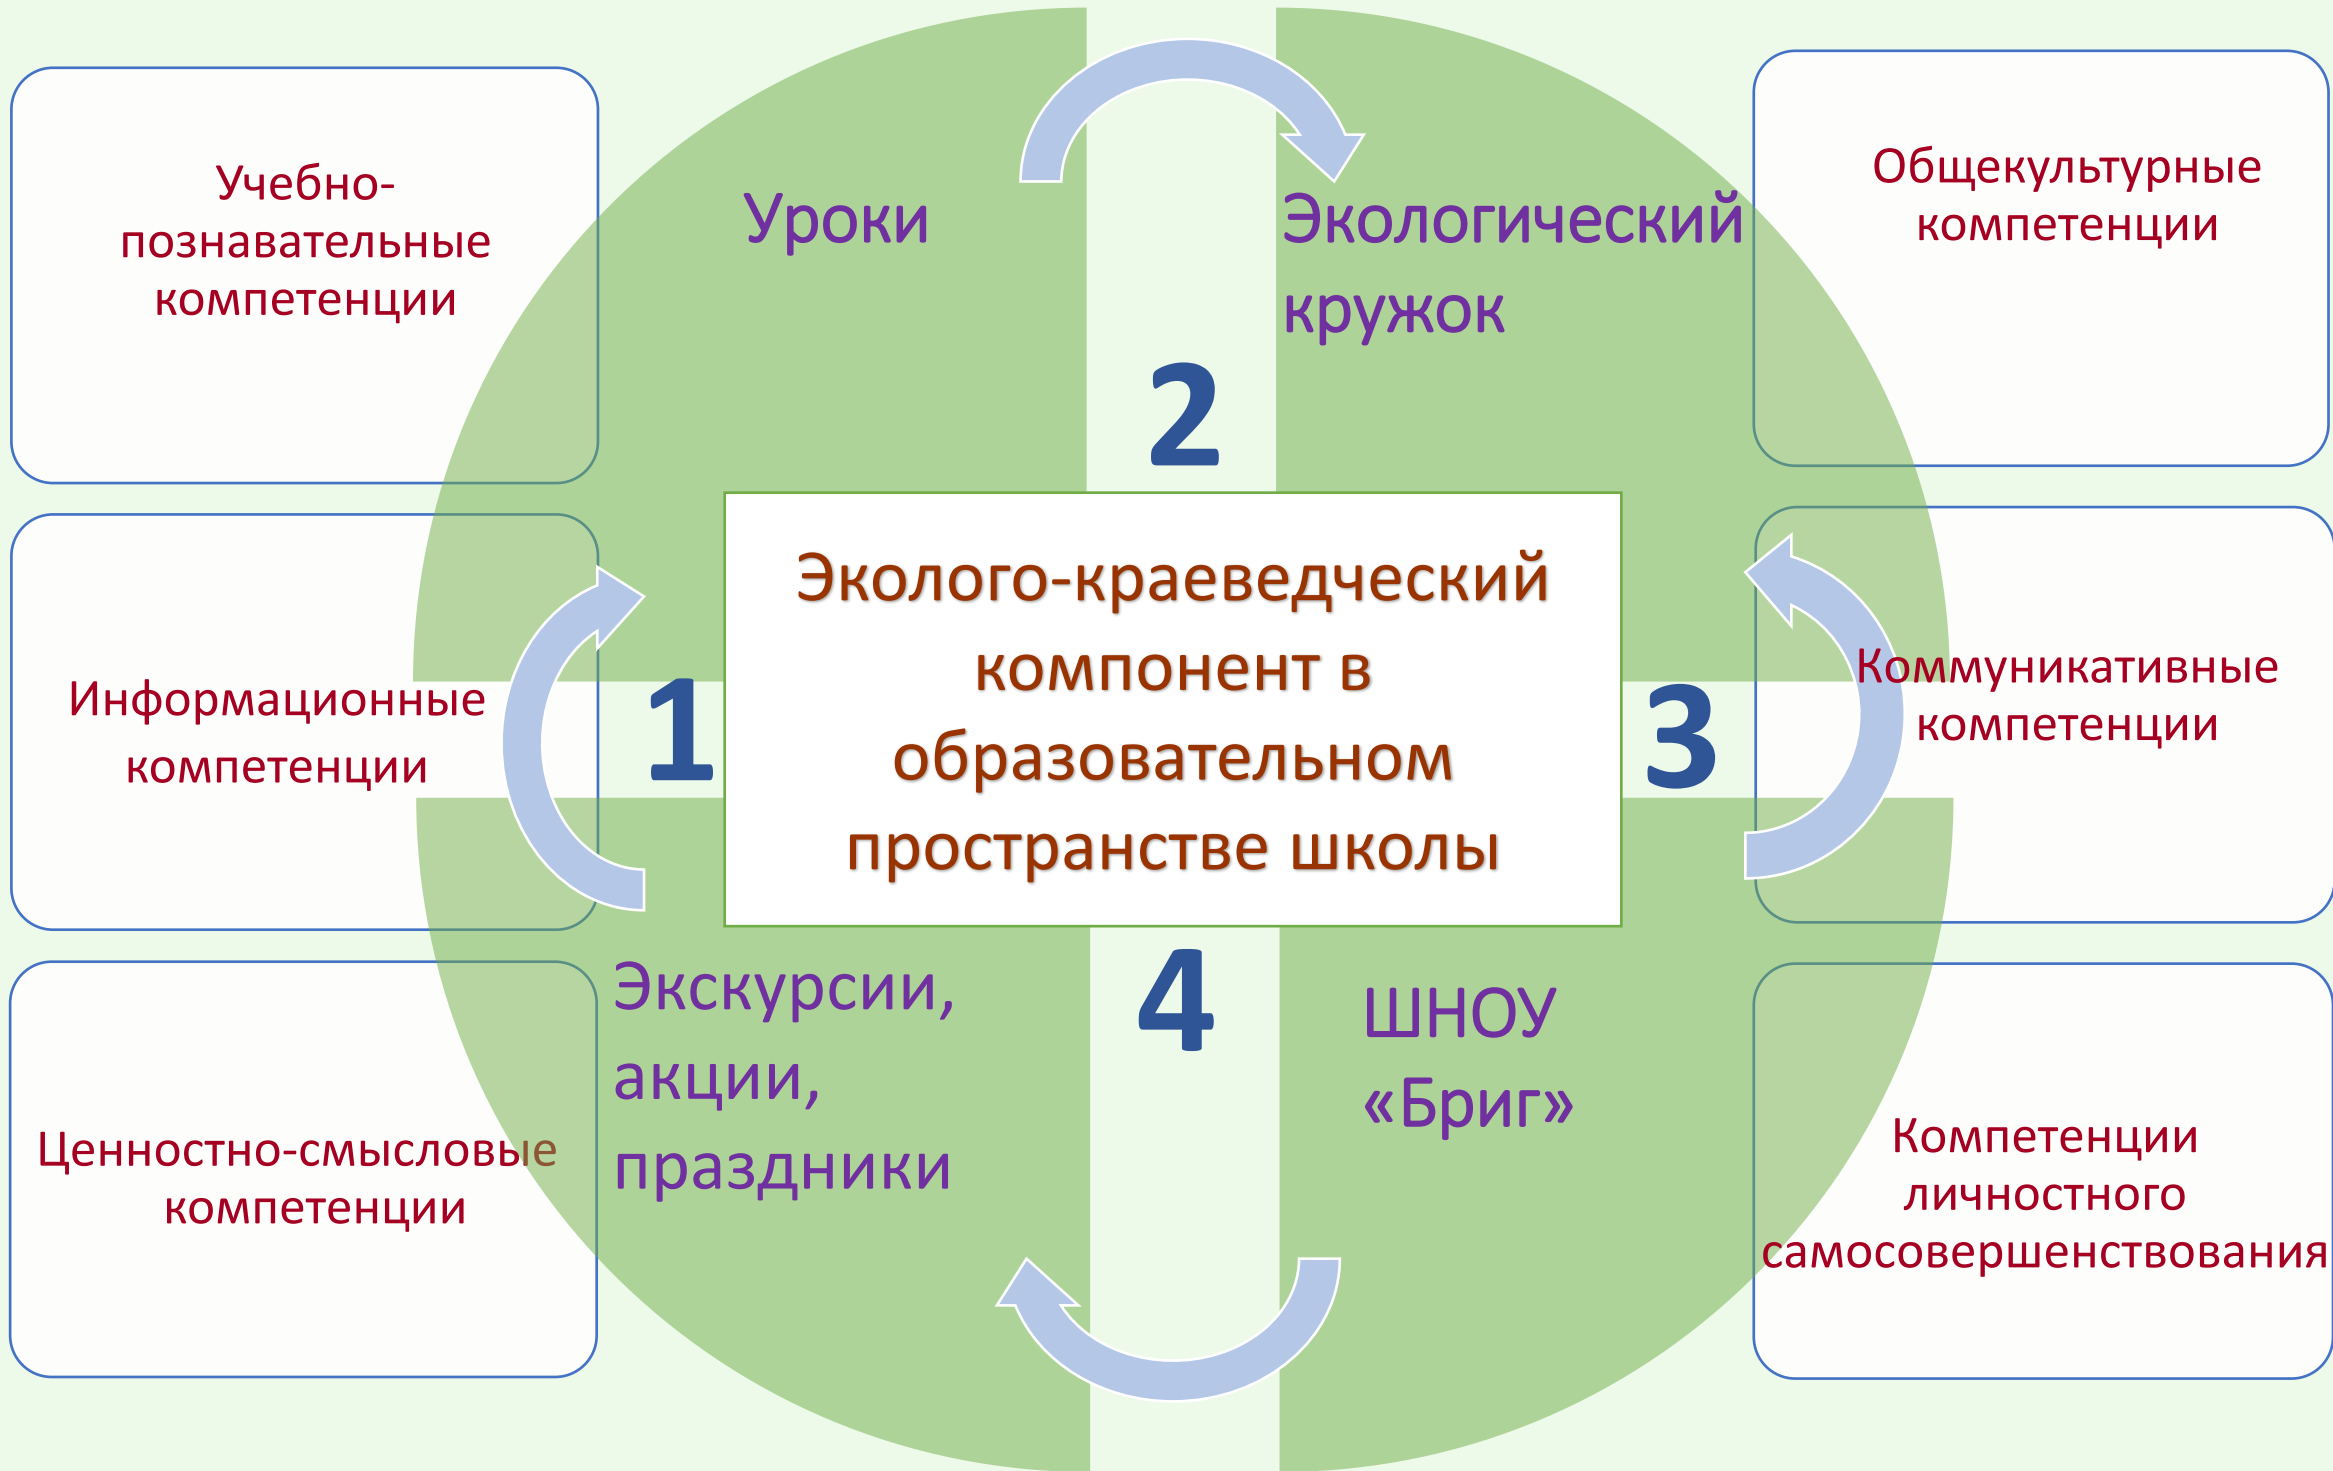 Учебно-
познавательные
компетенции
Уроки
Экологический
кружок
Общекультурные
компетенции
2
Информационные
компетенции
1
Эколого-краеведческий
компонент в
образовательном
пространстве школы
3
Коммуникативные
компетенции
4
Ценностно-смысловые
компетенции
Экскурсии,
акции,
праздники
ШНОУ
«Бриг»
Компетенции
личностного
самосовершенствования